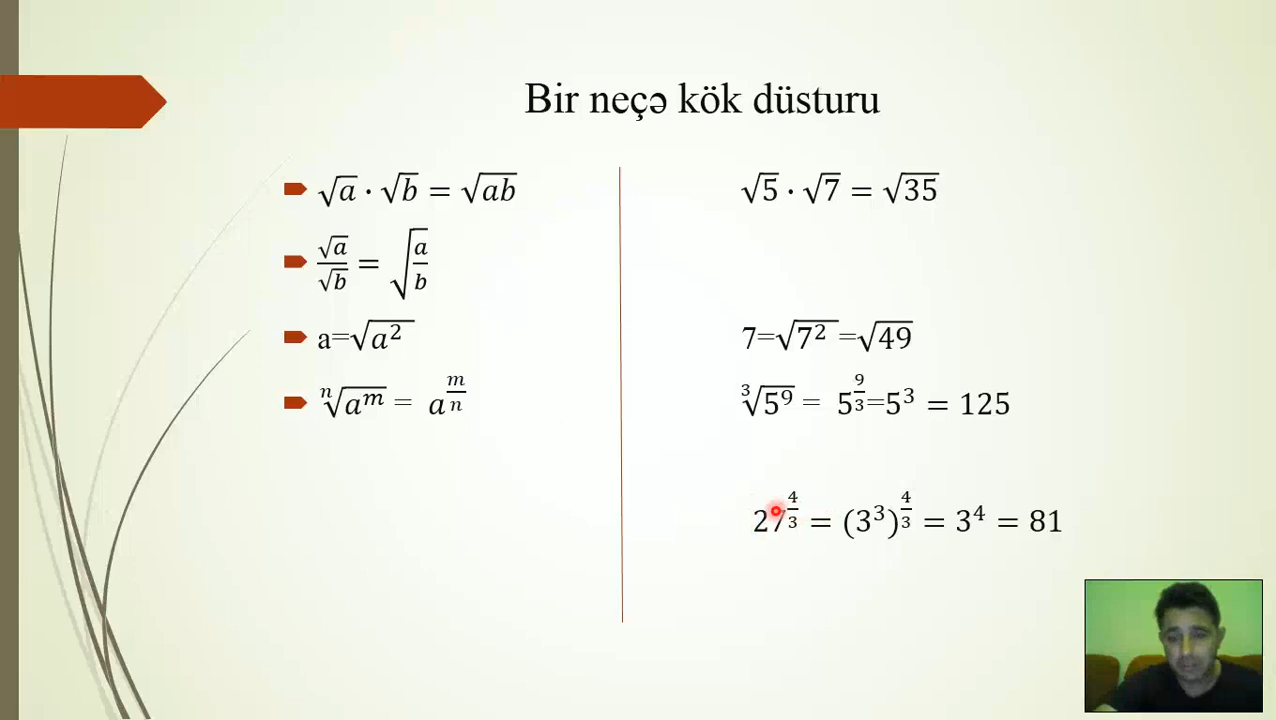 Bir neçə kök düsturu
√a · √b = √ab
√a/√b = √(a/b)
a=√a²
ⁿ√aᵐ = a^(m/n)
√5 · √7 = √35
7=√7² =√49
³√5⁹ = 5^(9/3)=5³ = 125
27^(4/3) = (3³)^(4/3) = 3⁴ = 81